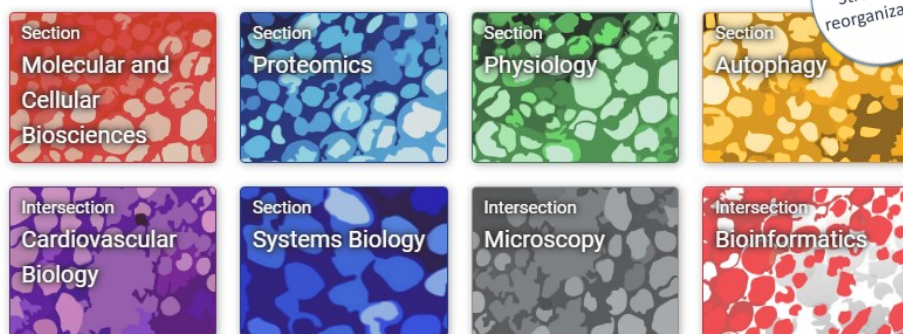 Section
Molecular and
Cellular
Biosciences
Section
Proteomics
Section
Physiology
Section
Autophagy
Intersection
Cardiovascular
Biology
Section
Systems Biology
Intersection
Microscopy
Intersection
Bioinformatics